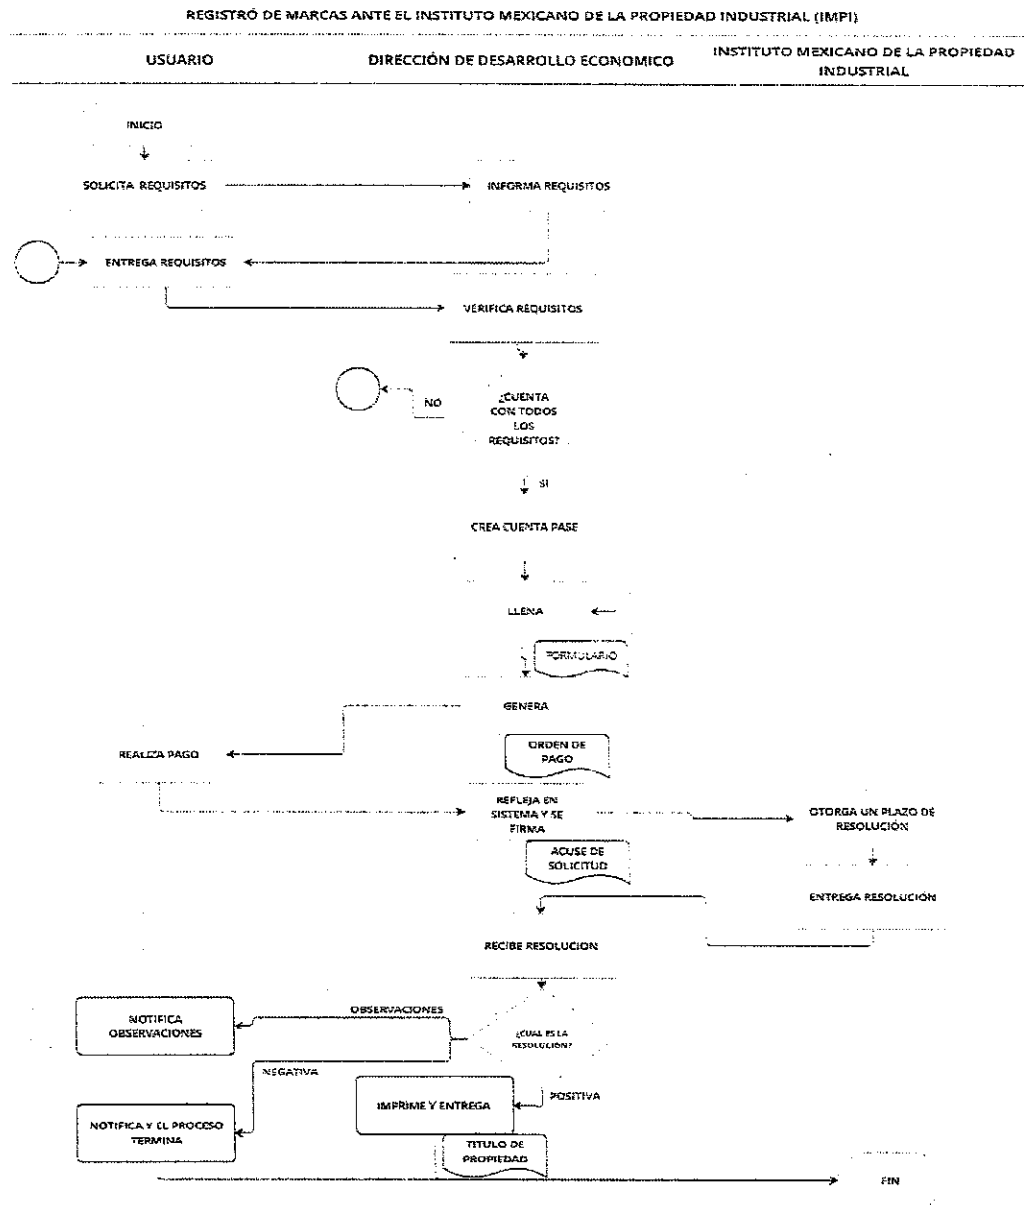 REGISTRÓ DE MARCAS ANTE EL INSTITUTO MEXICANO DE LA PROPIEDAD INDUSTRIAL (IMPI)
USUARIO
DIRECCIÓN DE DESARROLLO ECONOMICO
INSTITUTO MEXICANO DE LA PROPIEDAD
INDUSTRIAL
INICIO
SOLICITA REQUISITOS
INFORMA REQUISITOS
ENTREGA REQUISITOS
VERIFICA REQUISITOS
NO
¿CUENTA
CON TODOS
LOS
REQUISITOS?
SI
CREA CUENTA PASE
LLENA
FORMULARIO
GENERA
REALIZA PAGO
ORDEN DE
PAGO
REFLEJA EN
SISTEMA Y SE
FIRMA
OTORGA UN PLAZO DE
RESOLUCIÓN
ACUSE DE
SOLICITUD
ENTREGA RESOLUCIÓN
RECIBE RESOLUCION
OBSERVACIONES
NOTIFICA
OBSERVACIONES
¿CUAL ES LA
RESOLUCIÓN?
NEGATIVA
POSITIVA
IMPRIME Y ENTREGA
NOTIFICA Y EL PROCESO
TERMINA
TITULO DE
PROPIEDAD
FIN